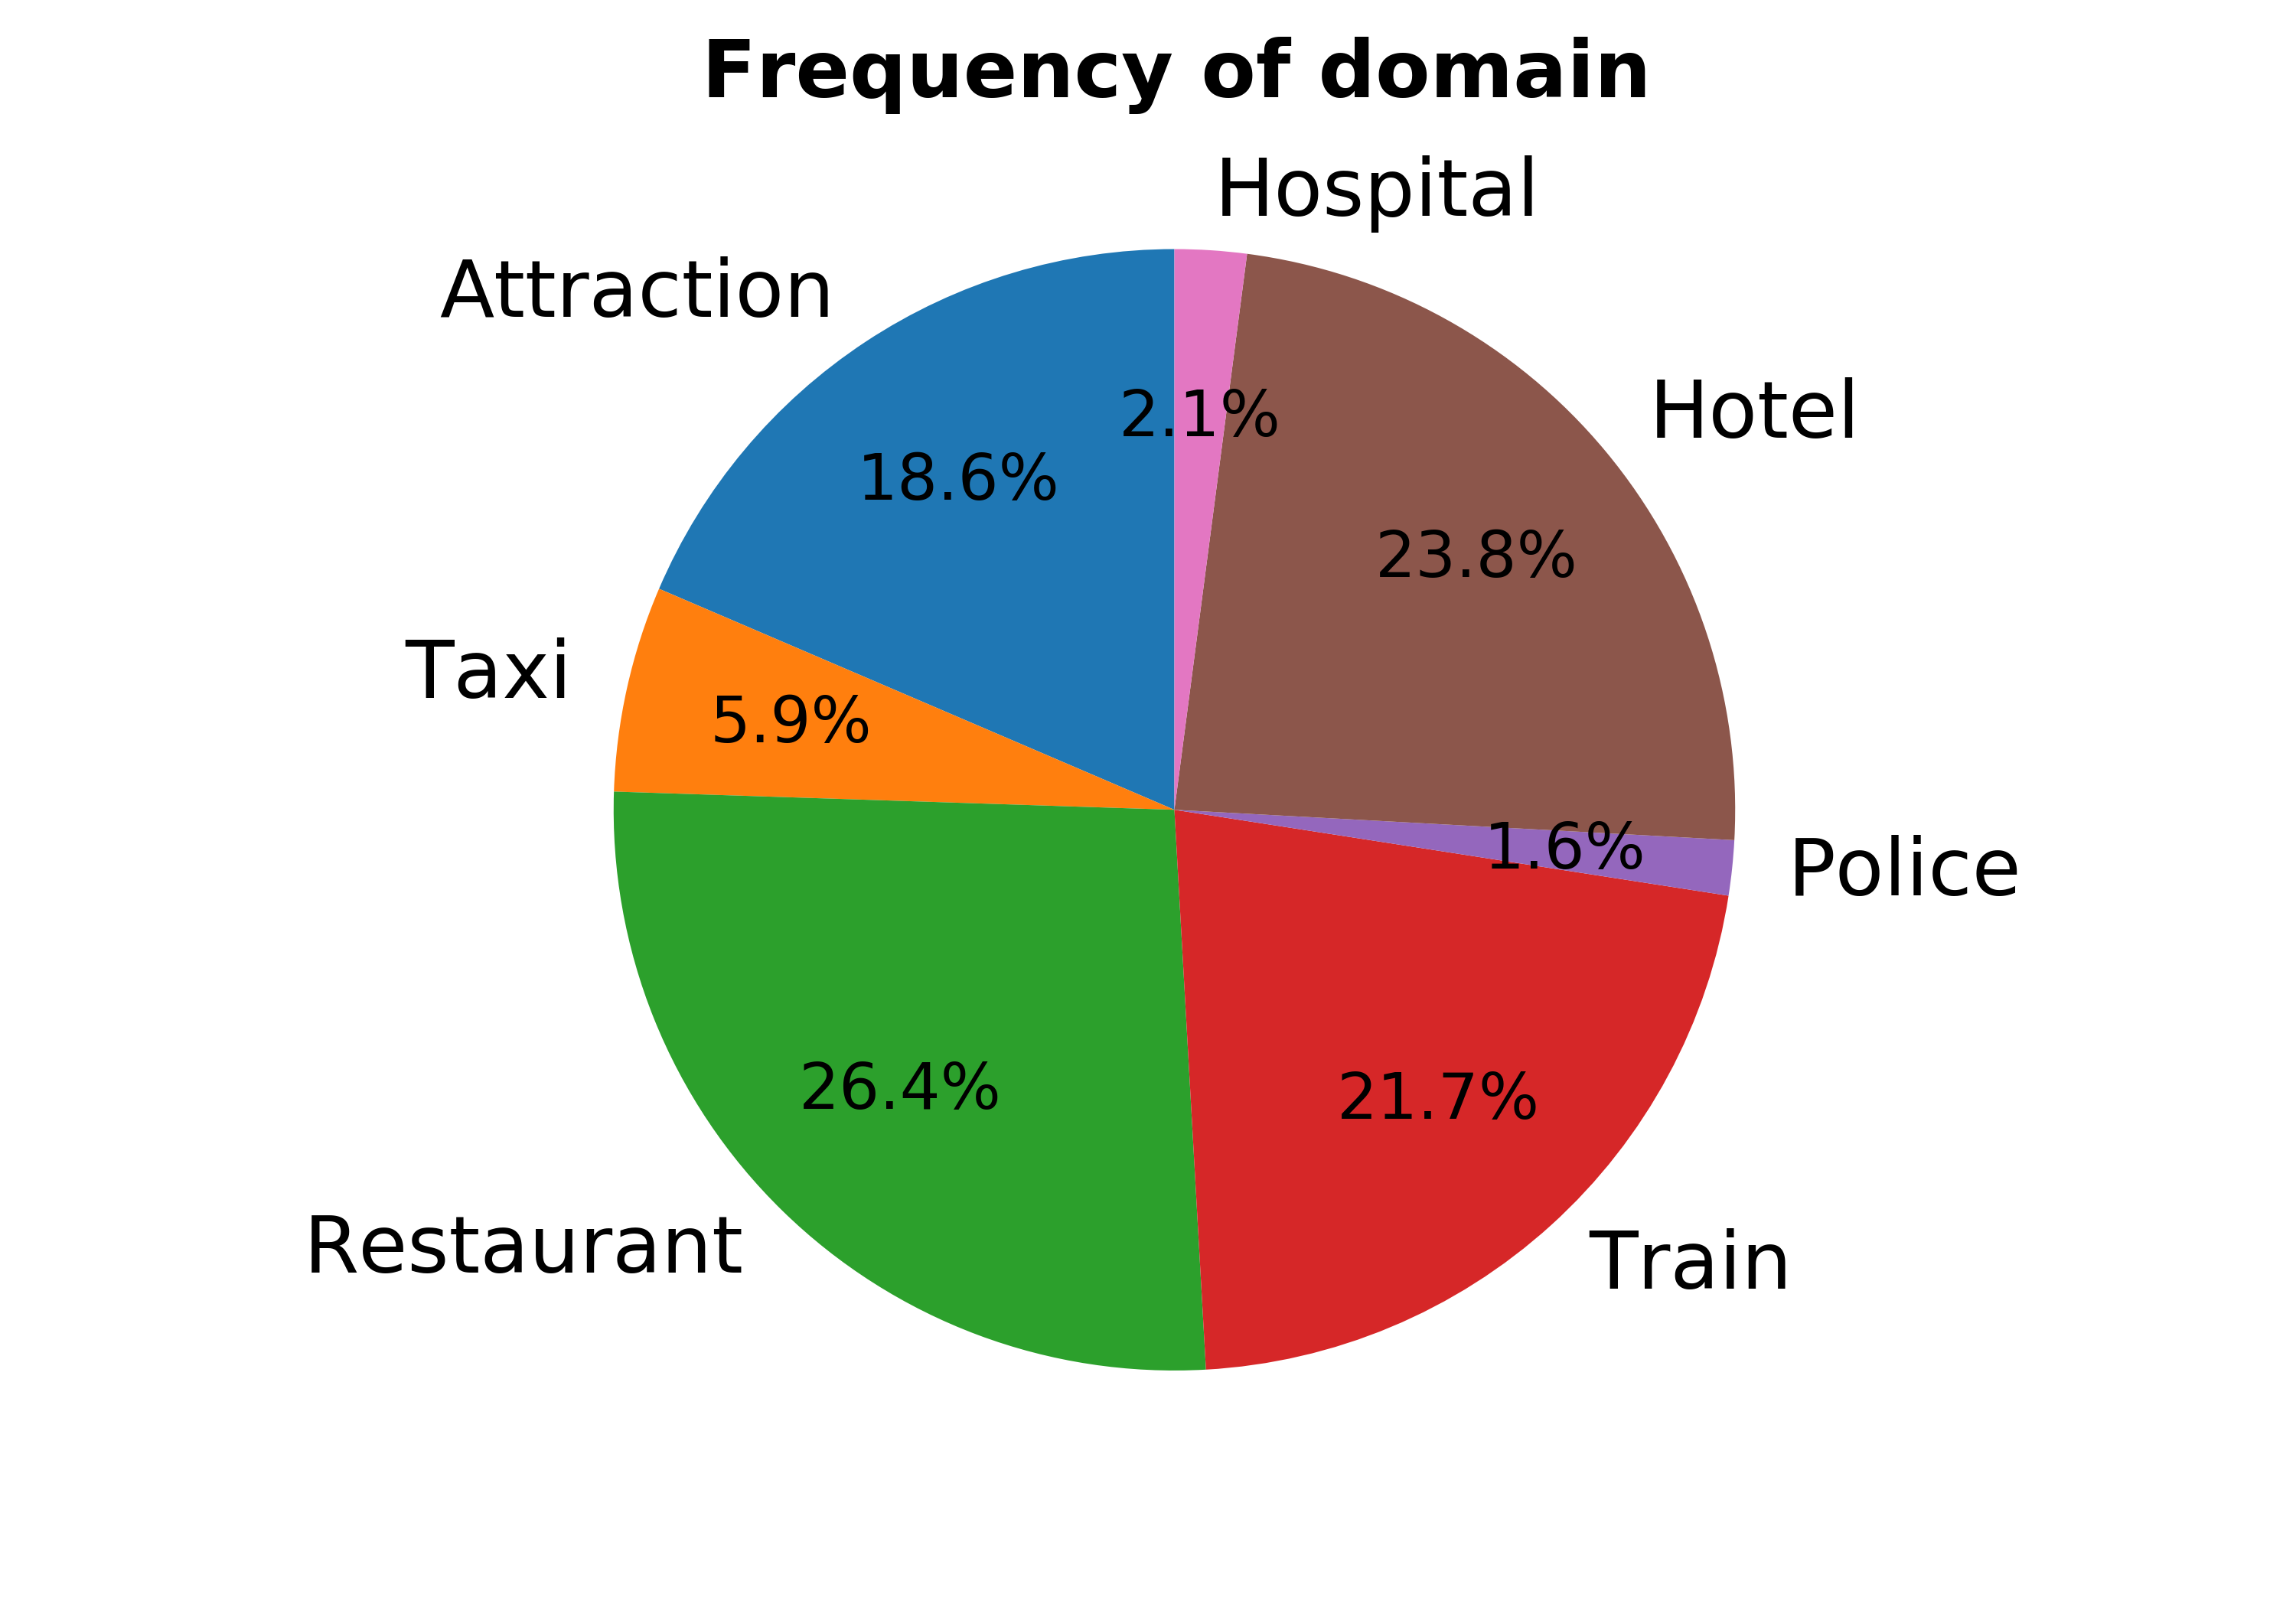 Frequency of domain
Hospital
Attraction
Hotel
2.1%
18.6%
23.8%
Taxi
5.9%
1.6%
Police
26.4%
21.7%
Restaurant
Train